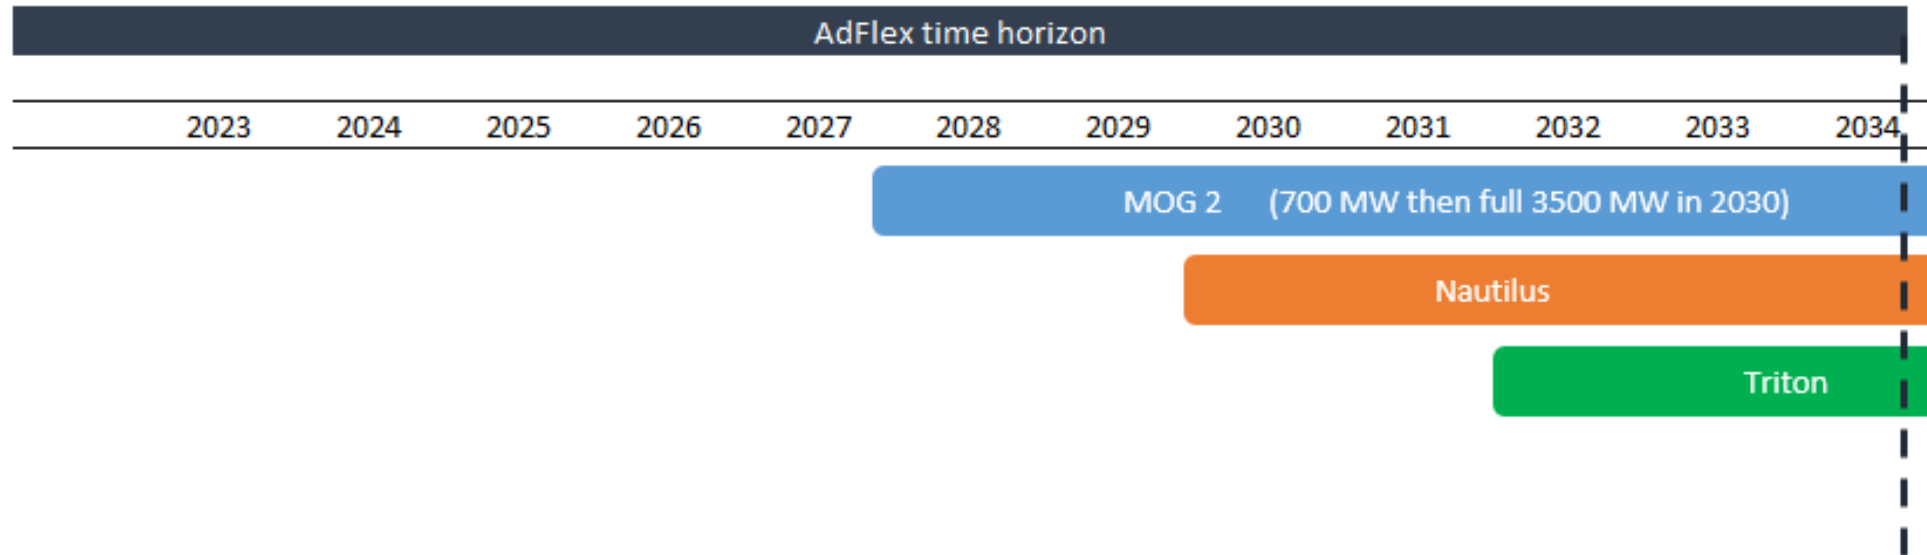 AdFlex time horizon
2023 2024 2025 2026 2027 2028 2029 2030 2031 2032 2033 2034
MOG 2 (700 MW then full 3500 MW in 2030)
Nautilus
Triton